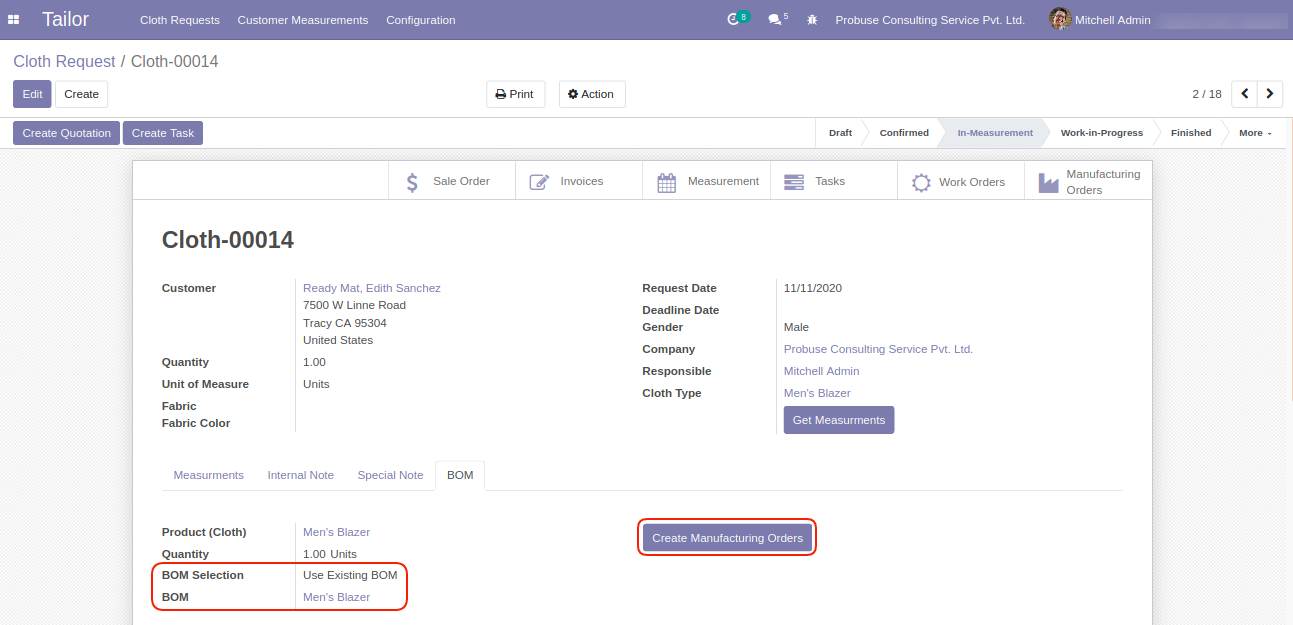 Tailor Cloth Requests Customer Measurements Configuration 8 5 Probuse Consulting Service Pvt. Ltd. Mitchell Admin
Cloth Request / Cloth-00014
Edit Create Print Action 2 / 18
Create Quotation Create Task Draft Confirmed In-Measurement Work-in-Progress Finished More
Sale Order Invoices Measurement Tasks Work Orders Manufacturing Orders
Cloth-00014
Customer Ready Mat, Edith Sanchez
7500 W Linne Road
Tracy CA 95304
United States
Quantity 1.00
Unit of Measure Units
Fabric
Fabric Color
Request Date 11/11/2020
Deadline Date
Gender Male
Company Probuse Consulting Service Pvt. Ltd.
Responsible Mitchell Admin
Cloth Type Men's Blazer
Get Measurments
Measurments Internal Note Special Note BOM
Product (Cloth) Men's Blazer
Quantity 1.00 Units
BOM Selection Use Existing BOM
BOM Men's Blazer
Create Manufacturing Orders